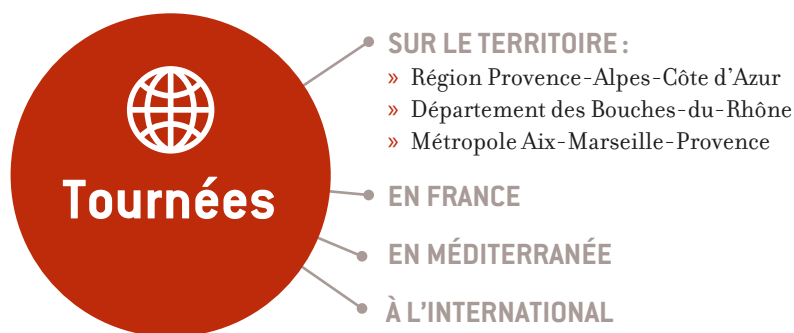 Tournées
SUR LE TERRITOIRE :
» Région Provence-Alpes-Côte d’Azur
» Département des Bouches-du-Rhône
» Métropole Aix-Marseille-Provence
EN FRANCE
EN MÉDITERRANÉE
À L’INTERNATIONAL